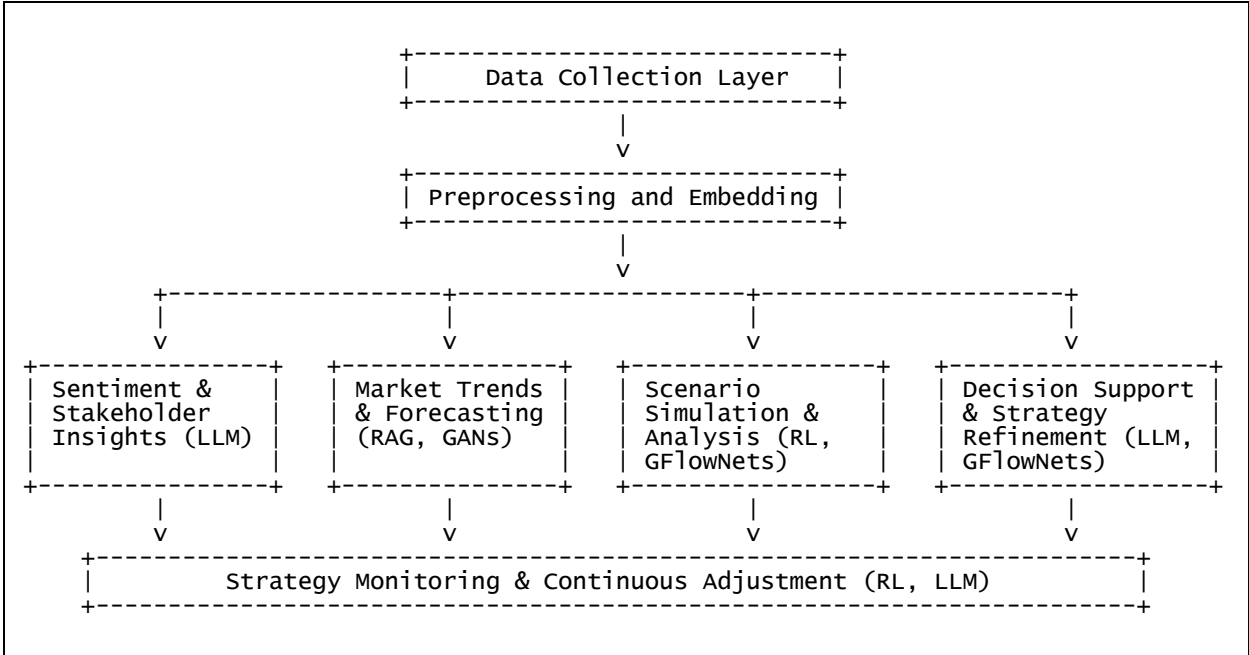 Data Collection Layer
Preprocessing and Embedding
Sentiment &
Stakeholder
Insights (LLM)
Market Trends
& Forecasting
(RAG, GANs)
Scenario
Simulation &
Analysis (RL,
GFlowNets)
Decision Support
& Strategy
Refinement (LLM,
GFlowNets)
Strategy Monitoring & Continuous Adjustment (RL, LLM)